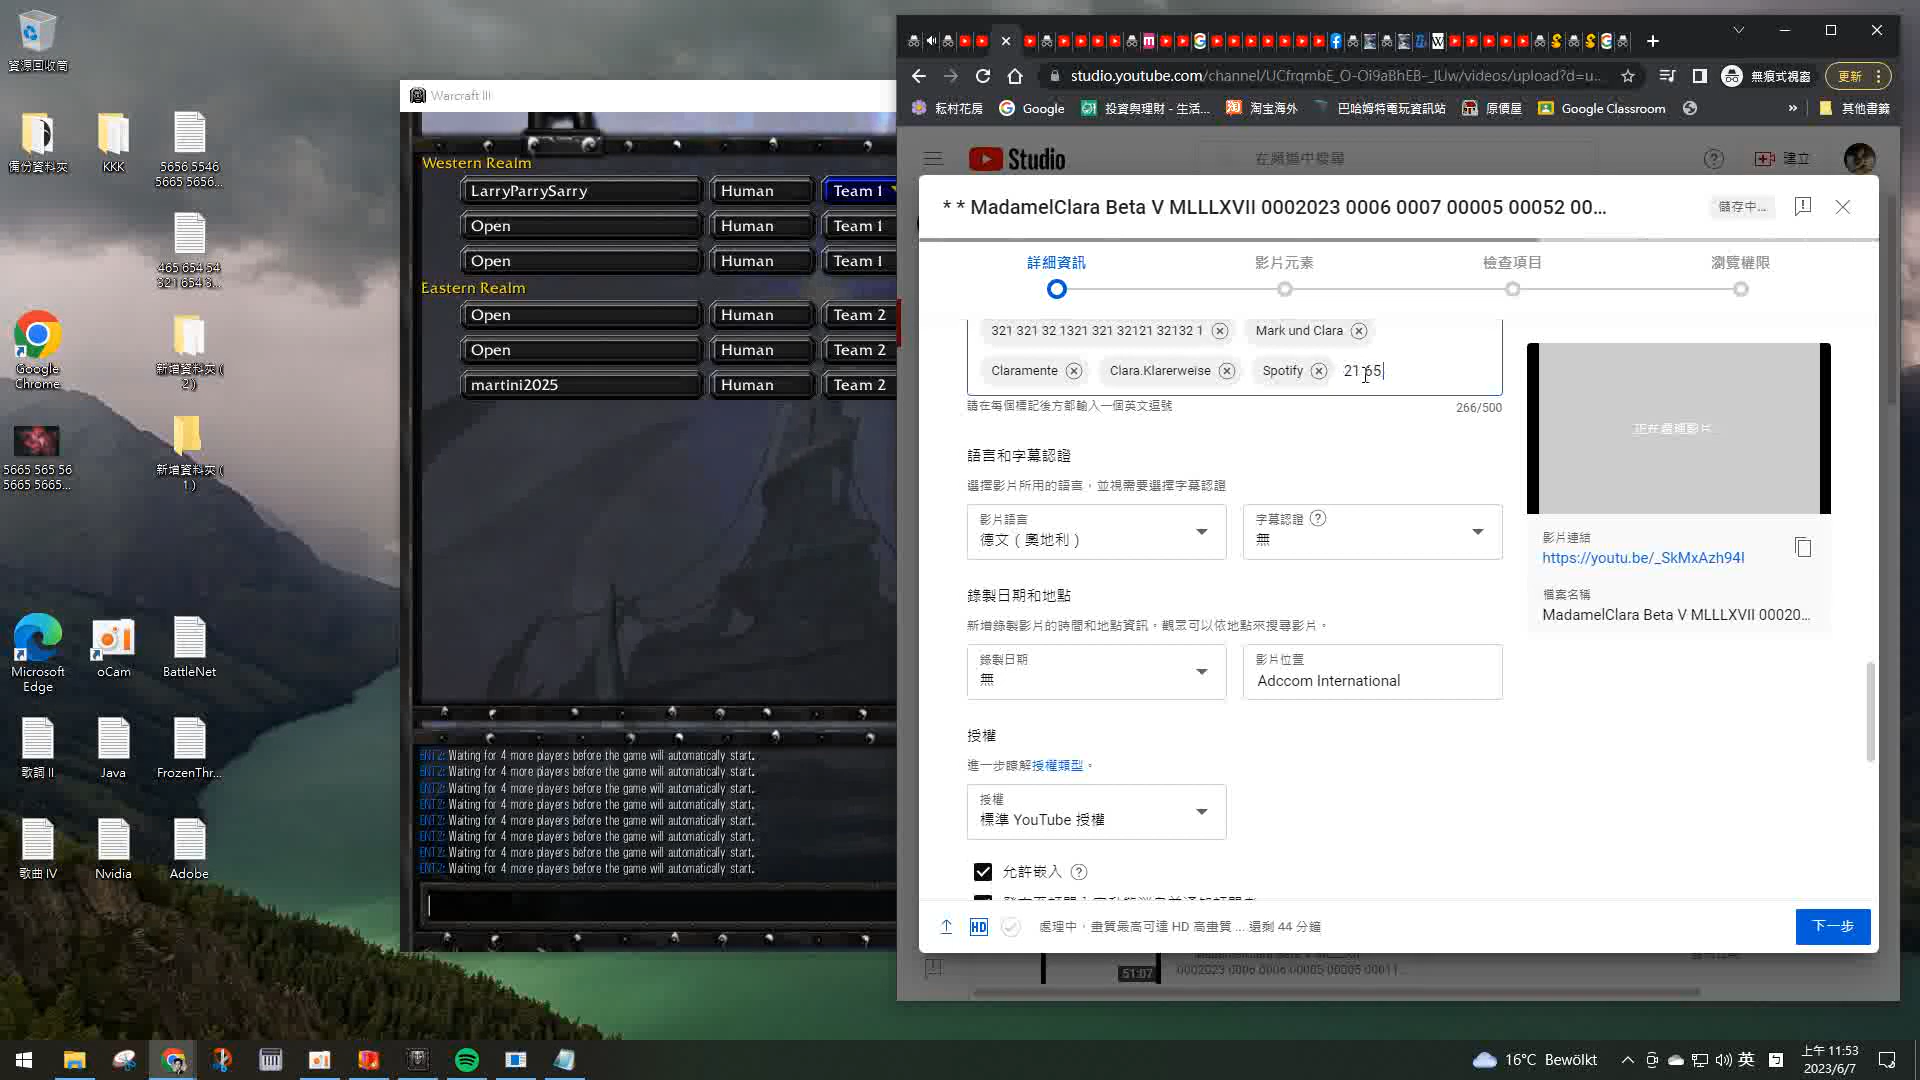 資源回收筒
備份資料夾
KKK
5656 5546
5665 5656...
465 654 54
321 654 3...
Google
Chrome
新增資料夾 (
2 )
5665 565 56
5665 5665...
新增資料夾 (
1 )
Microsoft
Edge
oCam
BattleNet
歌詞 II
Java
FrozenThr...
歌曲 IV
Nvidia
Adobe
Warcraft III
Western Realm
LarryParrySarry Human Team 1
Open Human Team 1
Open Human Team 1
Eastern Realm
Open Human Team 2
Open Human Team 2
martini2025 Human Team 2
ENT2: Waiting for 4 more players before the game will automatically start.
ENT2: Waiting for 4 more players before the game will automatically start.
ENT2: Waiting for 4 more players before the game will automatically start.
ENT2: Waiting for 4 more players before the game will automatically start.
ENT2: Waiting for 4 more players before the game will automatically start.
ENT2: Waiting for 4 more players before the game will automatically start.
ENT2: Waiting for 4 more players before the game will automatically start.
ENT2: Waiting for 4 more players before the game will automatically start.
studio.youtube.com/channel/UCfrqmbE_O-Oi9aBhEB-_IUw/videos/upload?d=u...
無痕式視窗
更新
耘村花房
Google
投資與理財 - 生活...
淘宝海外
巴哈姆特電玩資訊站
原價屋
Google Classroom
»
其他書籤
Studio
在頻道中搜尋
建立
* * MadamelClara Beta V MLLLXVII 0002023 0006 0007 00005 00052 00...
儲存中...
詳細資訊
影片元素
檢查項目
瀏覽權限
321 321 32 1321 321 32121 32132 1
Mark und Clara
Claramente
Clara.Klarerweise
Spotify
21 65
請在每個標記後方都輸入一個英文逗號
266/500
語言和字幕認證
選擇影片所用的語言，並視需要選擇字幕認證
影片語言
德文 ( 奧地利 )
字幕認證
無
錄製日期和地點
新增錄製影片的時間和地點資訊。觀眾可以依地點來搜尋影片。
錄製日期
無
影片位置
Adccom International
授權
進一步瞭解授權類型。
授權
標準 YouTube 授權
允許嵌入
正在處理影片...
影片連結
https://youtu.be/_SkMxAzh94I
檔案名稱
MadamelClara Beta V MLLLXVII 00020...
HD
處理中，畫質最高可達 HD 高畫質 ... 還剩 44 分鐘
下一步
51:07
16°C Bewölkt
英
上午 11:53
2023/6/7